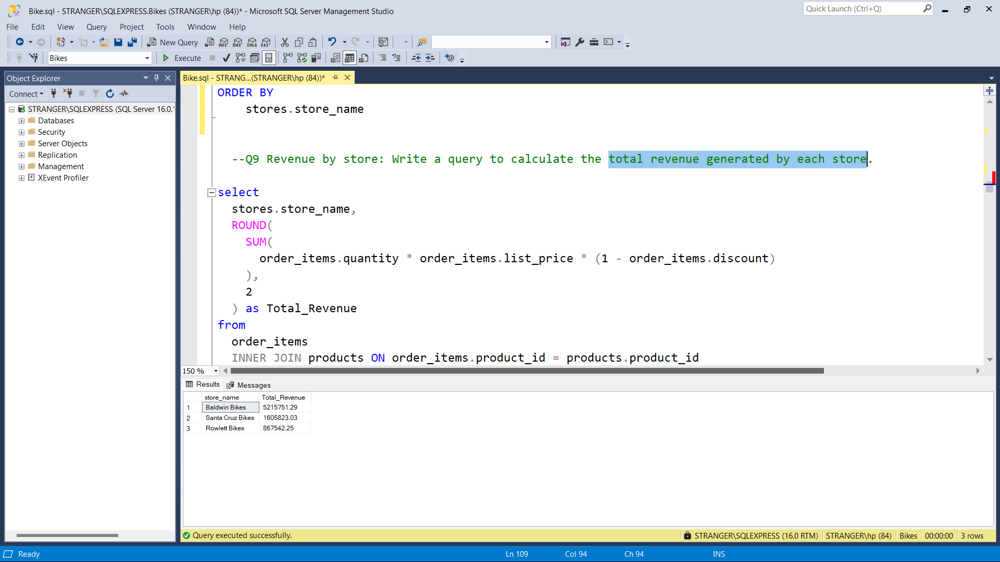 Bike.sql - STRANGER\SQLEXPRESS.Bikes (STRANGER\hp (84))* - Microsoft SQL Server Management Studio
Quick Launch (Ctrl+Q)
File Edit View Query Project Tools Window Help
New Query MDX DMX XMLA DAX
Bikes Execute
Object Explorer
Bike.sql - STRANG...(STRANGER\hp (84))*
Connect
STRANGER\SQLEXPRESS (SQL Server 16.0.1
Databases
Security
Server Objects
Replication
Management
XEvent Profiler
ORDER BY
stores.store_name
--Q9 Revenue by store: Write a query to calculate the total revenue generated by each store.
select
stores.store_name,
ROUND(
SUM(
order_items.quantity * order_items.list_price * (1 - order_items.discount)
),
2
) as Total_Revenue
from
order_items
INNER JOIN products ON order_items.product_id = products.product_id
150 %
Results Messages
store_name Total_Revenue
1 Baldwin Bikes 5215751.29
2 Santa Cruz Bikes 1605823.03
3 Rowlett Bikes 867542.25
Query executed successfully. STRANGER\SQLEXPRESS (16.0 RTM) STRANGER\hp (84) Bikes 00:00:00 3 rows
Ready Ln 109 Col 94 Ch 94 INS